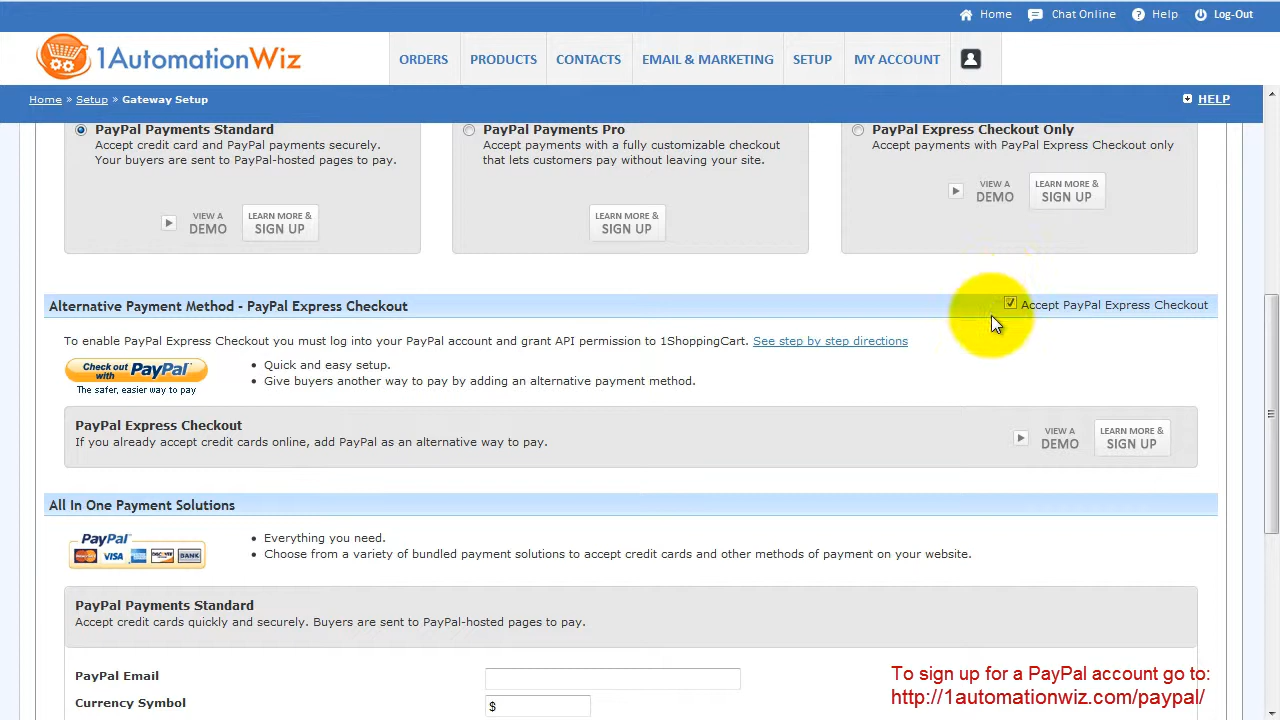 Home Chat Online Help Log-Out
1AutomationWiz
ORDERS PRODUCTS CONTACTS EMAIL & MARKETING SETUP MY ACCOUNT
Home » Setup » Gateway Setup HELP
PayPal Payments Standard
Accept credit card and PayPal payments securely.
Your buyers are sent to PayPal-hosted pages to pay.
VIEW A
DEMO
LEARN MORE &
SIGN UP
PayPal Payments Pro
Accept payments with a fully customizable checkout
that lets customers pay without leaving your site.
LEARN MORE &
SIGN UP
PayPal Express Checkout Only
Accept payments with PayPal Express Checkout only
VIEW A
DEMO
LEARN MORE &
SIGN UP
Alternative Payment Method - PayPal Express Checkout Accept PayPal Express Checkout
To enable PayPal Express Checkout you must log into your PayPal account and grant API permission to 1ShoppingCart. See step by step directions
Check out with PayPal
The safer, easier way to pay
• Quick and easy setup.
• Give buyers another way to pay by adding an alternative payment method.
PayPal Express Checkout
If you already accept credit cards online, add PayPal as an alternative way to pay.
VIEW A
DEMO
LEARN MORE &
SIGN UP
All In One Payment Solutions
PayPal
MasterCard VISA DISCOVER BANK
• Everything you need.
• Choose from a variety of bundled payment solutions to accept credit cards and other methods of payment on your website.
PayPal Payments Standard
Accept credit cards quickly and securely. Buyers are sent to PayPal-hosted pages to pay.
PayPal Email
Currency Symbol $
To sign up for a PayPal account go to:
http://1automationwiz.com/paypal/